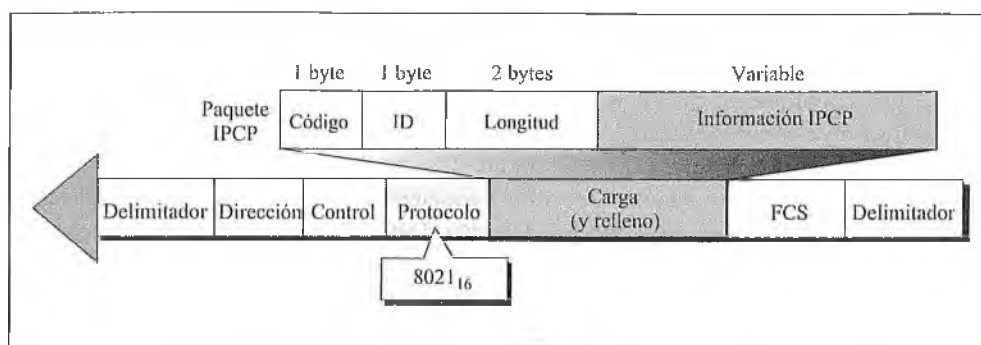 1 byte 1 byte 2 bytes Variable
Paquete IPCP
Código ID Longitud Información IPCP
Delimitador Dirección Control Protocolo Carga (y relleno) FCS Delimitador
8021₁₆